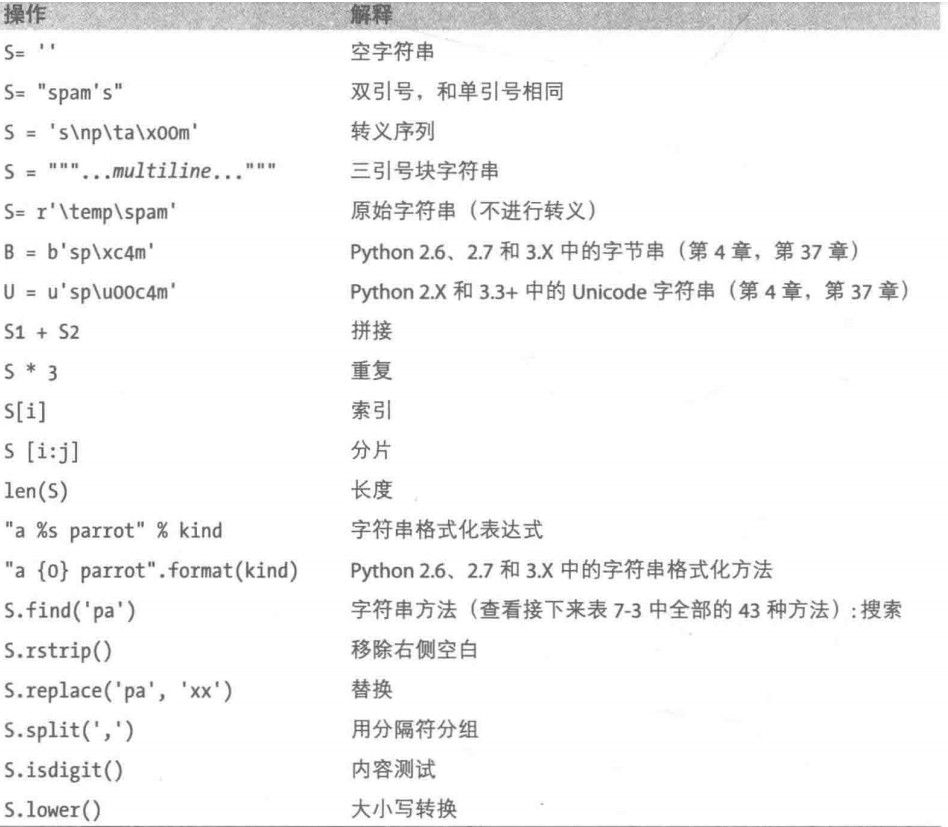 操作 解释
S= '' 空字符串
S= "spam's" 双引号，和单引号相同
S = 's\np\ta\x00m' 转义序列
S = """...multiline...""" 三引号块字符串
S= r'\temp\spam' 原始字符串（不进行转义）
B = b'sp\xc4m' Python 2.6、2.7 和 3.X 中的字节串（第 4 章，第 37 章）
U = u'sp\u00c4m' Python 2.X 和 3.3+ 中的 Unicode 字符串（第 4 章，第 37 章）
S1 + S2 拼接
S * 3 重复
S[i] 索引
S [i:j] 分片
len(S) 长度
"a %s parrot" % kind 字符串格式化表达式
"a {0} parrot".format(kind) Python 2.6、2.7 和 3.X 中的字符串格式化方法
S.find('pa') 字符串方法（查看接下来表 7-3 中全部的 43 种方法）: 搜索
S.rstrip() 移除右侧空白
S.replace('pa', 'xx') 替换
S.split(',') 用分隔符分组
S.isdigit() 内容测试
S.lower() 大小写转换